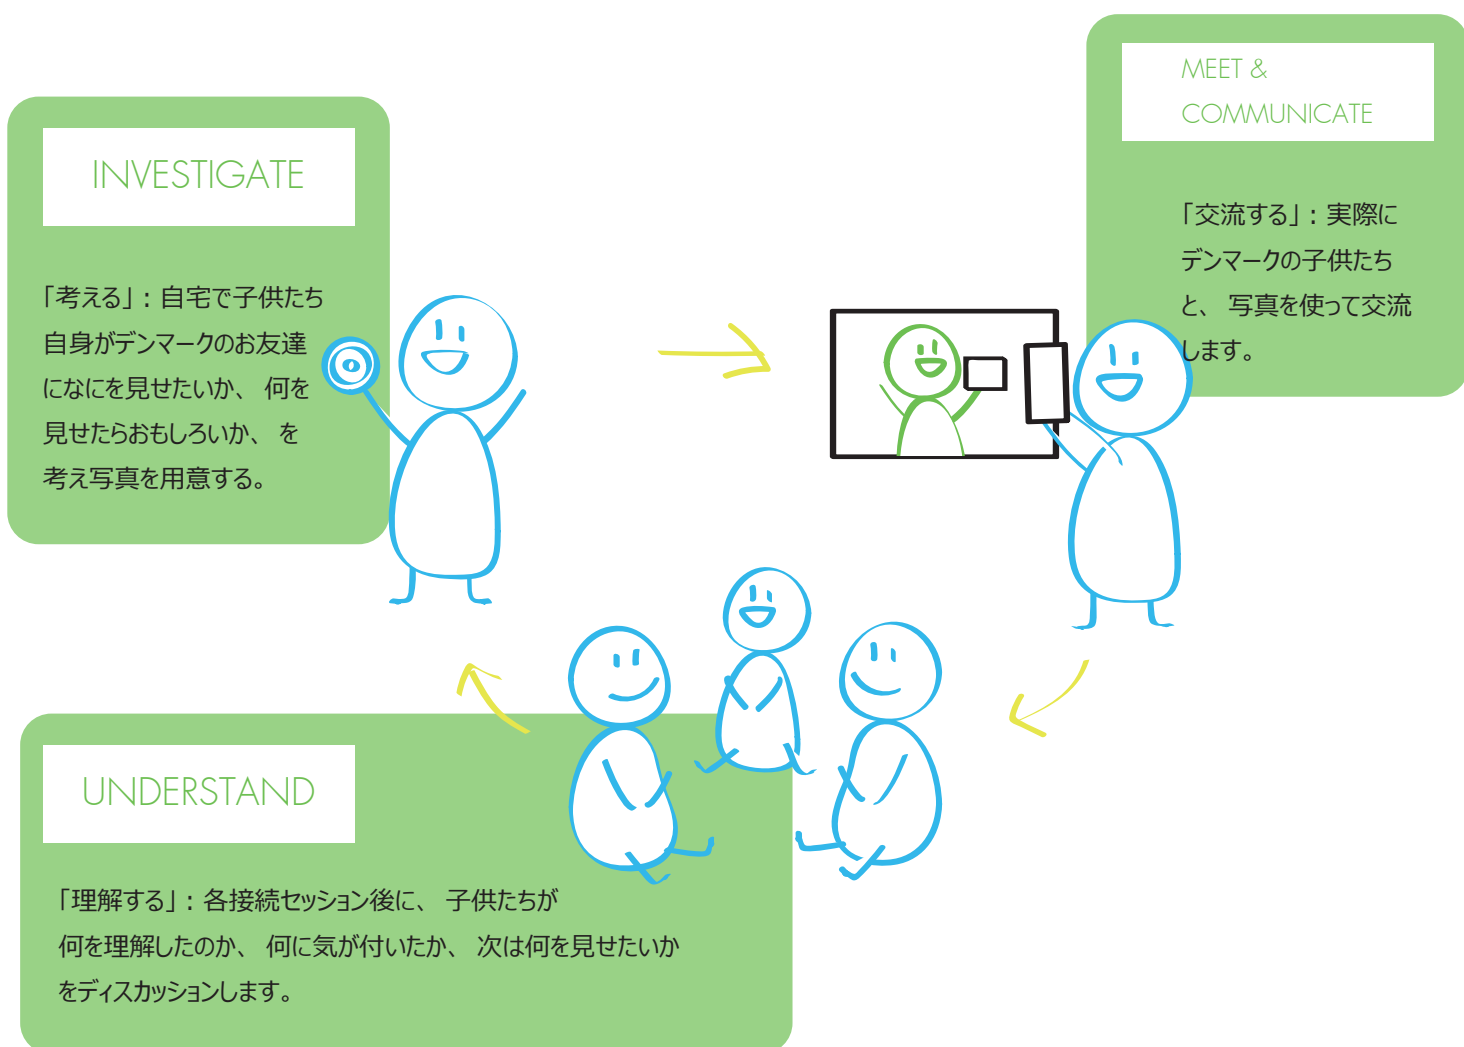 INVESTIGATE
「考える」: 自宅で子供たち
自身がデンマークのお友達
になにを見せたいか、 何を
見せたらおもしろいか、 を
考え写真を用意する。
MEET &
COMMUNICATE
「交流する」: 実際に
デンマークの子供たち
と、 写真を使って交流
します。
UNDERSTAND
「理解する」: 各接続セッション後に、 子供たちが
何を理解したのか、 何に気が付いたか、 次は何を見せたいか
をディスカッションします。